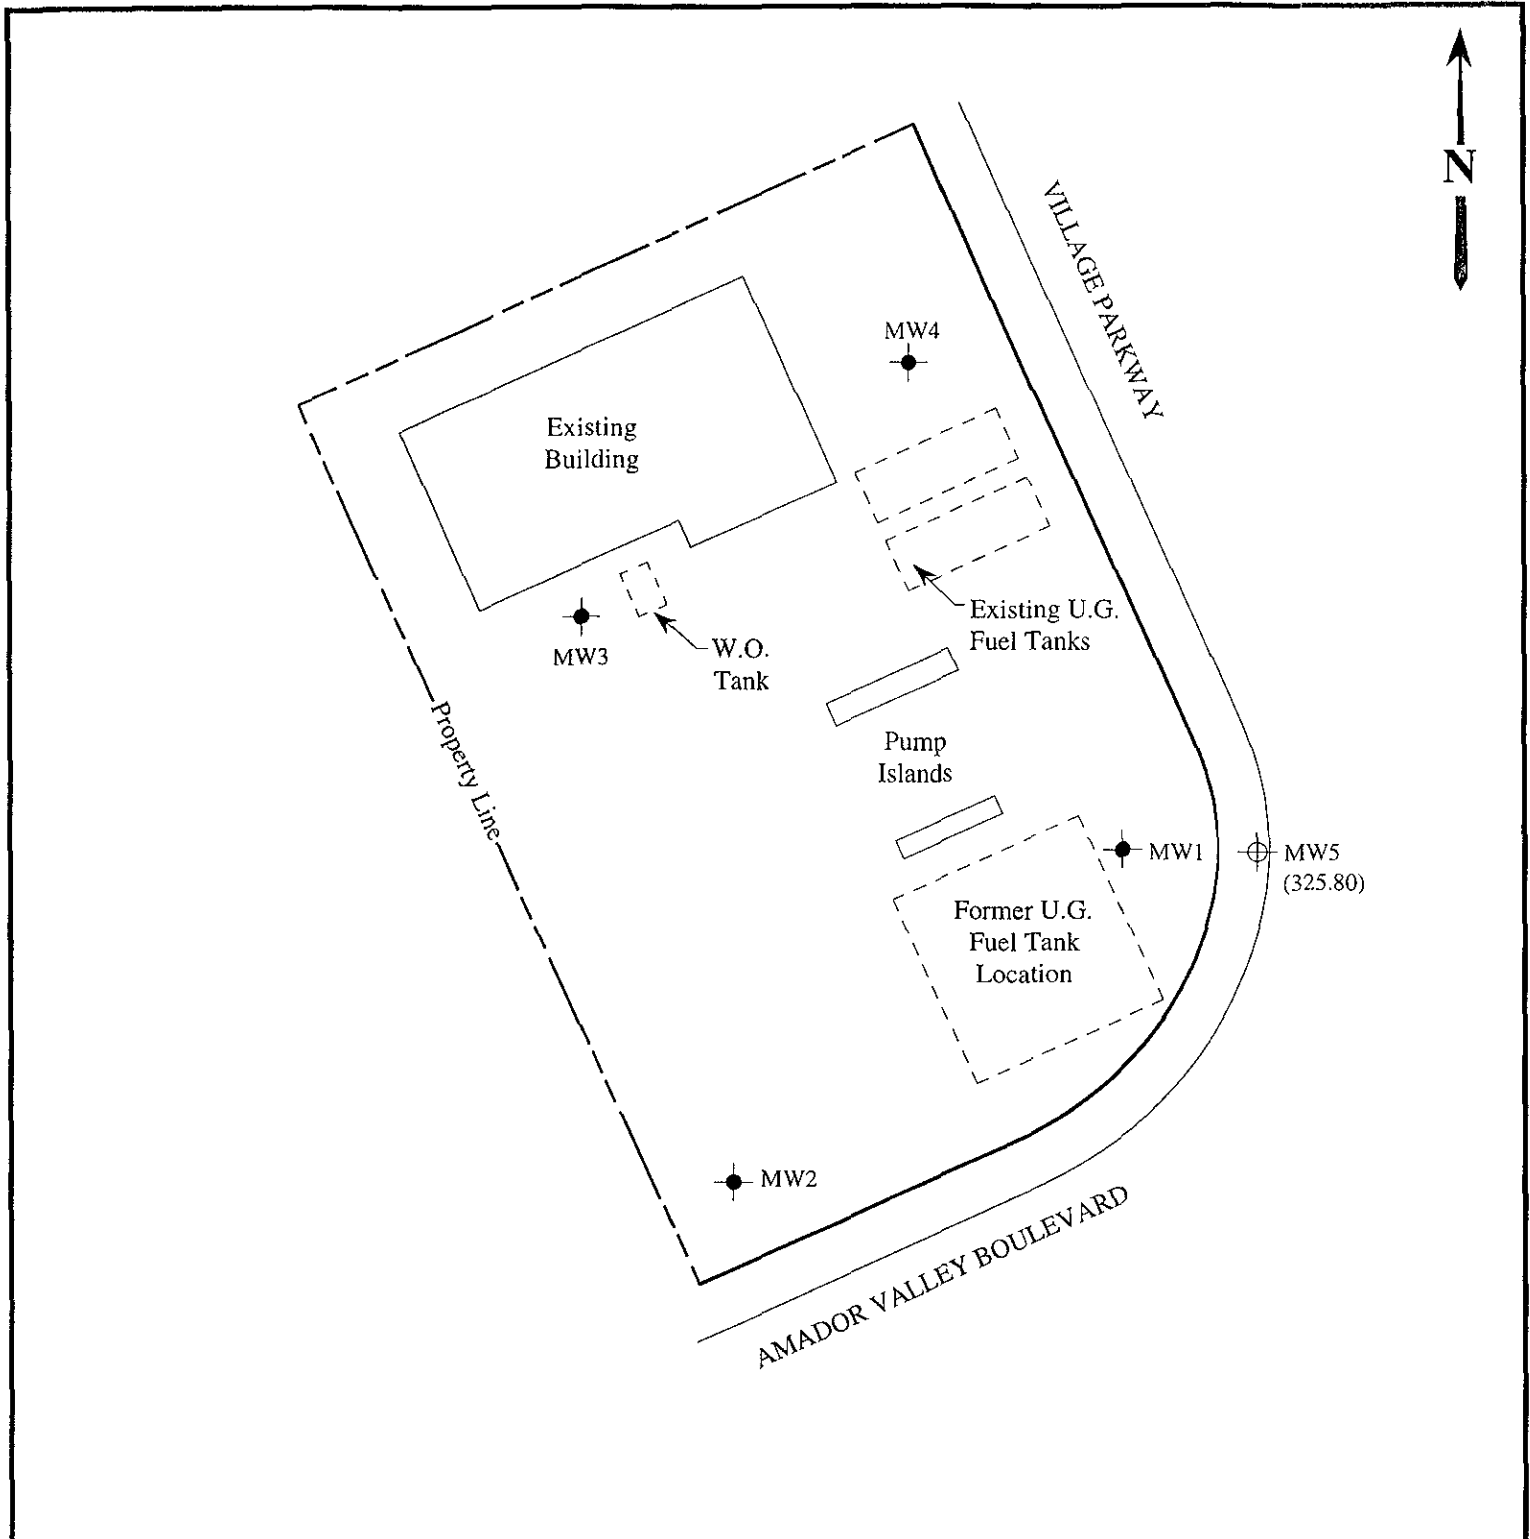 N
VILLAGE PARKWAY
MW4
Existing
Building
Existing U.G.
Fuel Tanks
MW3
W.O.
Tank
Property Line
Pump
Islands
MW1
MW5
(325.80)
Former U.G.
Fuel Tank
Location
MW2
AMADOR VALLEY BOULEVARD